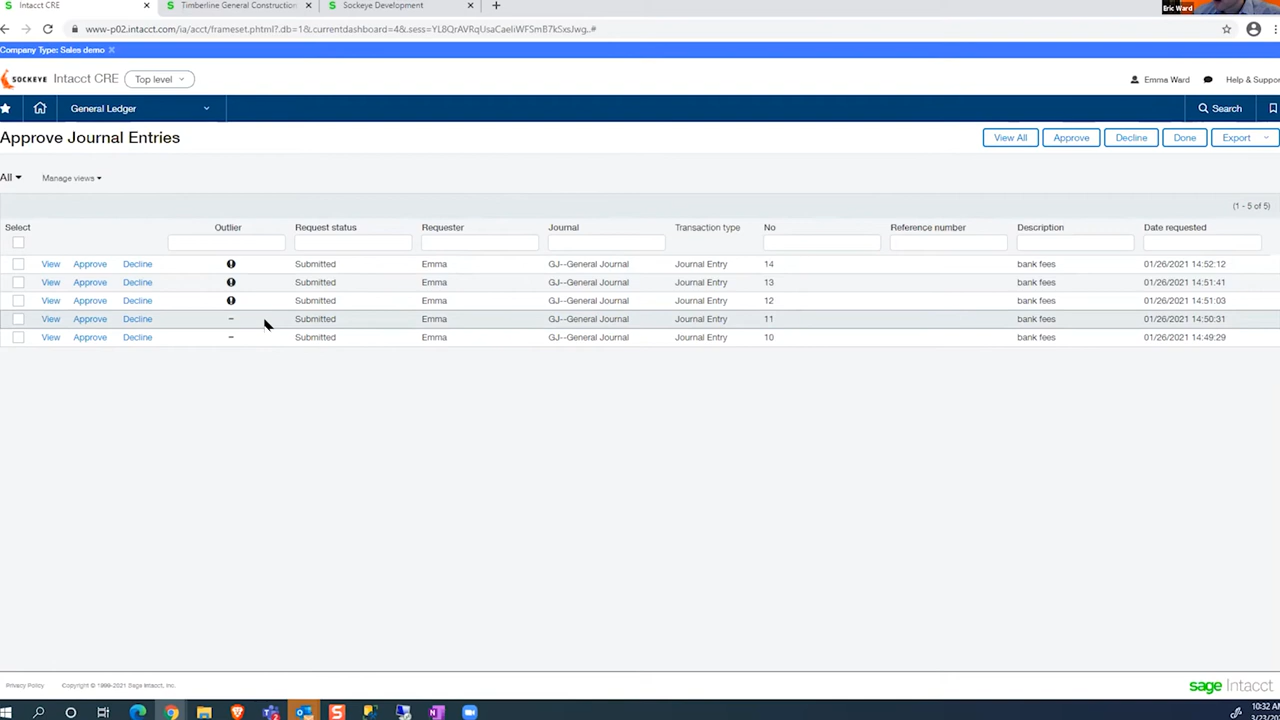 Intacct CRE
Timberline General Construction
Sockeye Development
Eric Ward
www-p02.intacct.com/ia/acct/frameset.phtml?.db=1&.currentdashboard=4&.sess=YL8QrAVRqUsaCaeliWFSmB7kSxsJwg..#
Company Type: Sales demo
SOCKEYE Intacct CRE Top level
Emma Ward Help & Suppor
General Ledger Search
Approve Journal Entries View All Approve Decline Done Export
All Manage views
(1 - 5 of 5)
Select Outlier Request status Requester Journal Transaction type No Reference number Description Date requested
View Approve Decline Submitted Emma GJ--General Journal Journal Entry 14 bank fees 01/26/2021 14:52:12
View Approve Decline Submitted Emma GJ--General Journal Journal Entry 13 bank fees 01/26/2021 14:51:41
View Approve Decline Submitted Emma GJ--General Journal Journal Entry 12 bank fees 01/26/2021 14:51:03
View Approve Decline – Submitted Emma GJ--General Journal Journal Entry 11 bank fees 01/26/2021 14:50:31
View Approve Decline – Submitted Emma GJ--General Journal Journal Entry 10 bank fees 01/26/2021 14:49:29
Privacy Policy Copyright © 1999-2021 Sage Intacct, Inc.
sage Intacct
10:32 A
3/23/20